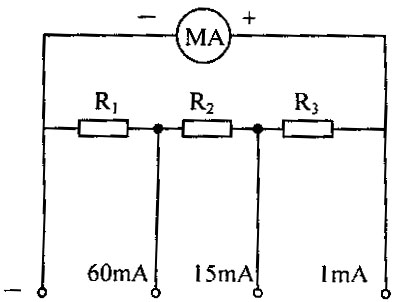 − MA +
R₁ R₂ R₃
− 60mA 15mA 1mA